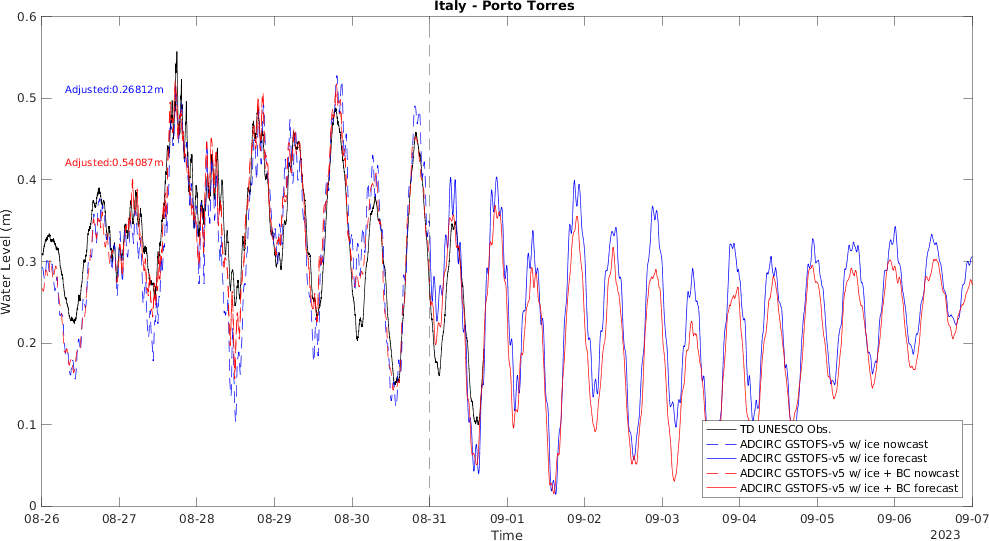 Italy - Porto Torres
0.6
0.5
0.4
0.3
0.2
0.1
0
Water Level (m)
Adjusted:0.26812m
Adjusted:0.54087m
TD UNESCO Obs.
ADCIRC GSTOFS-v5 w/ ice nowcast
ADCIRC GSTOFS-v5 w/ ice forecast
ADCIRC GSTOFS-v5 w/ ice + BC nowcast
ADCIRC GSTOFS-v5 w/ ice + BC forecast
08-26 08-27 08-28 08-29 08-30 08-31 09-01 09-02 09-03 09-04 09-05 09-06 09-07
Time
2023